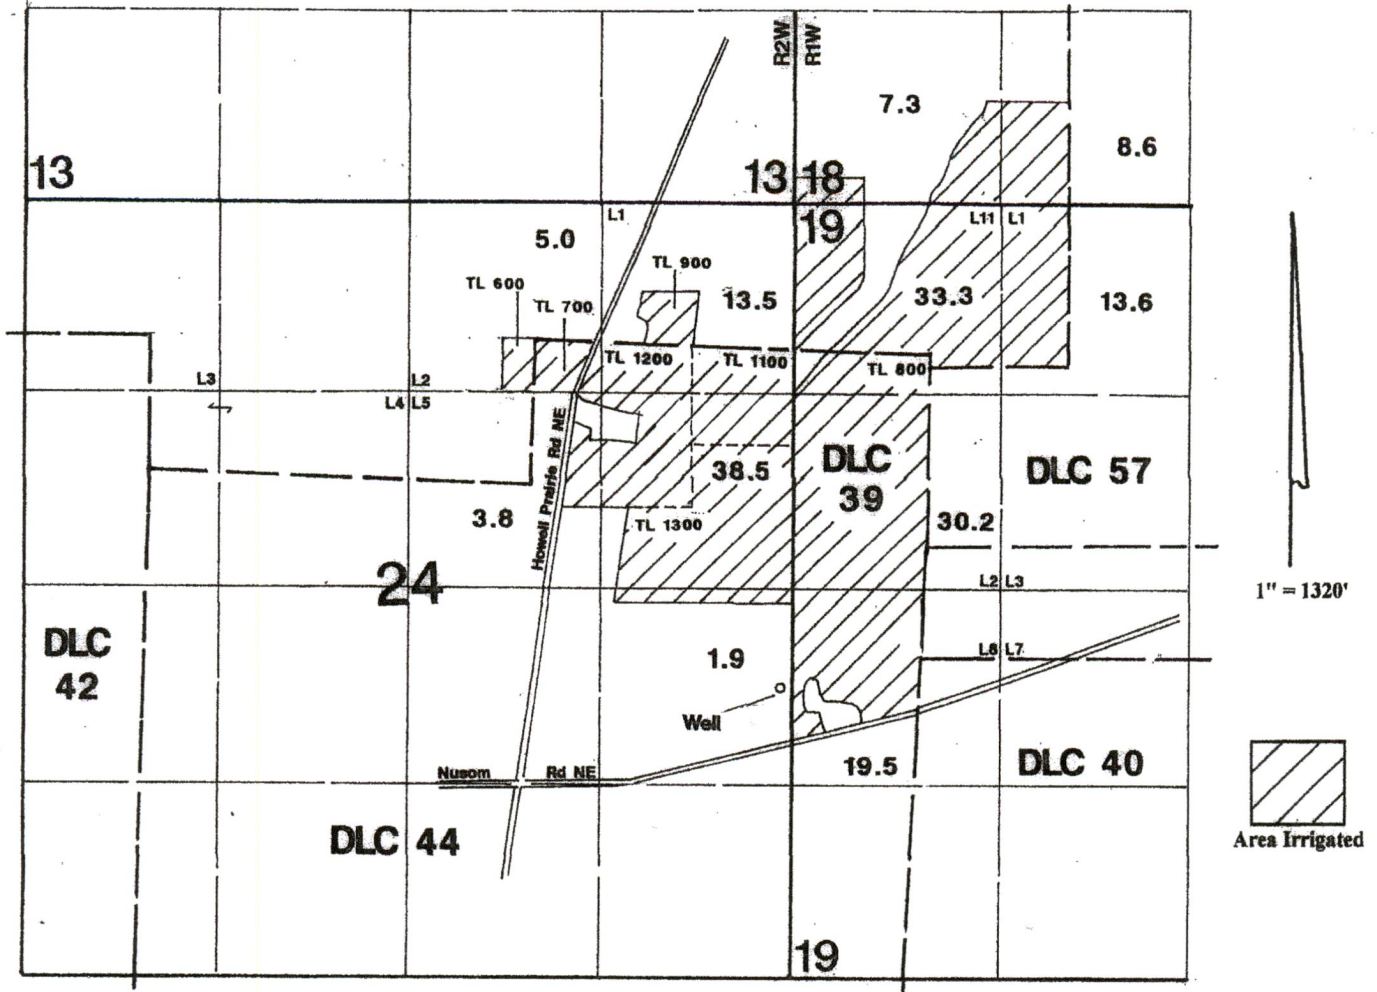 R2W
R1W
7.3
8.6
13
13
18
L1
19
L11
L1
5.0
TL 900
TL 600
13.5
33.3
13.6
TL 700
TL 1200
TL 1100
TL 800
L3
L2
L4
L5
Howell Prairie Rd NE
38.5
DLC
39
DLC 57
3.8
TL 1300
30.2
24
L2
L3
1" = 1320'
DLC
42
1.9
L6
L7
Well
Nusom Rd NE
19.5
DLC 40
DLC 44
Area Irrigated
19